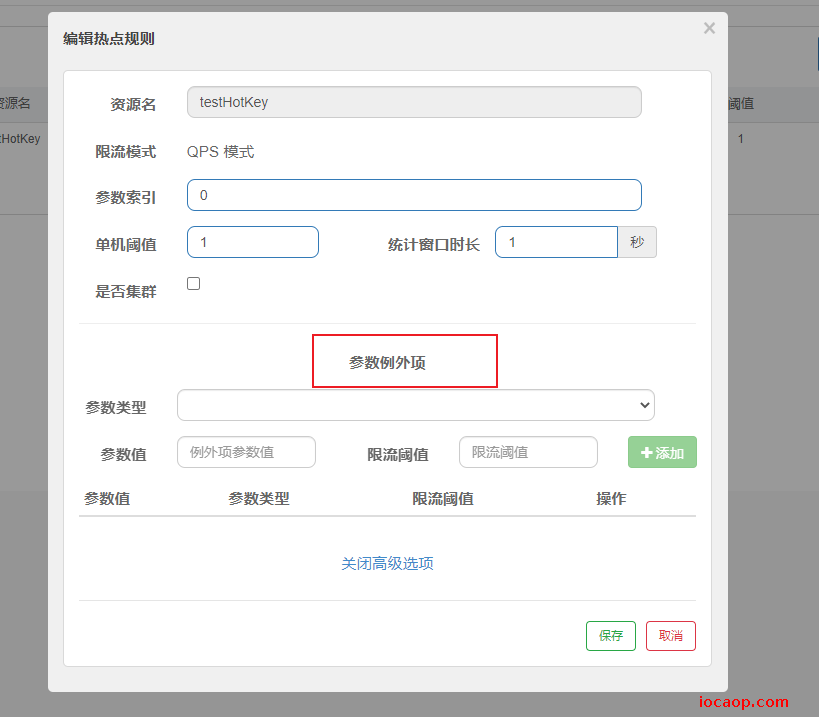 编辑热点规则 ×
资源名 testHotKey
限流模式 QPS 模式
参数索引 0
单机阈值 1 统计窗口时长 1 秒
是否集群
参数例外项
参数类型
参数值 例外项参数值 限流阈值 限流阈值 添加
参数值 参数类型 限流阈值 操作
关闭高级选项
保存 取消
资源名 阈值
tHotKey 1
iocaop.com